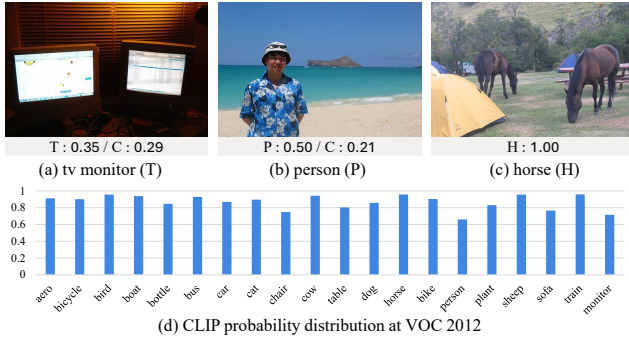 T : 0.35 / C : 0.29
P : 0.50 / C : 0.21
H : 1.00
(a) tv monitor (T)
(b) person (P)
(c) horse (H)
1
0.8
0.6
0.4
0.2
0
aero
bicycle
bird
boat
bottle
bus
car
cat
chair
cow
table
dog
horse
bike
person
plant
sheep
sofa
train
monitor
(d) CLIP probability distribution at VOC 2012